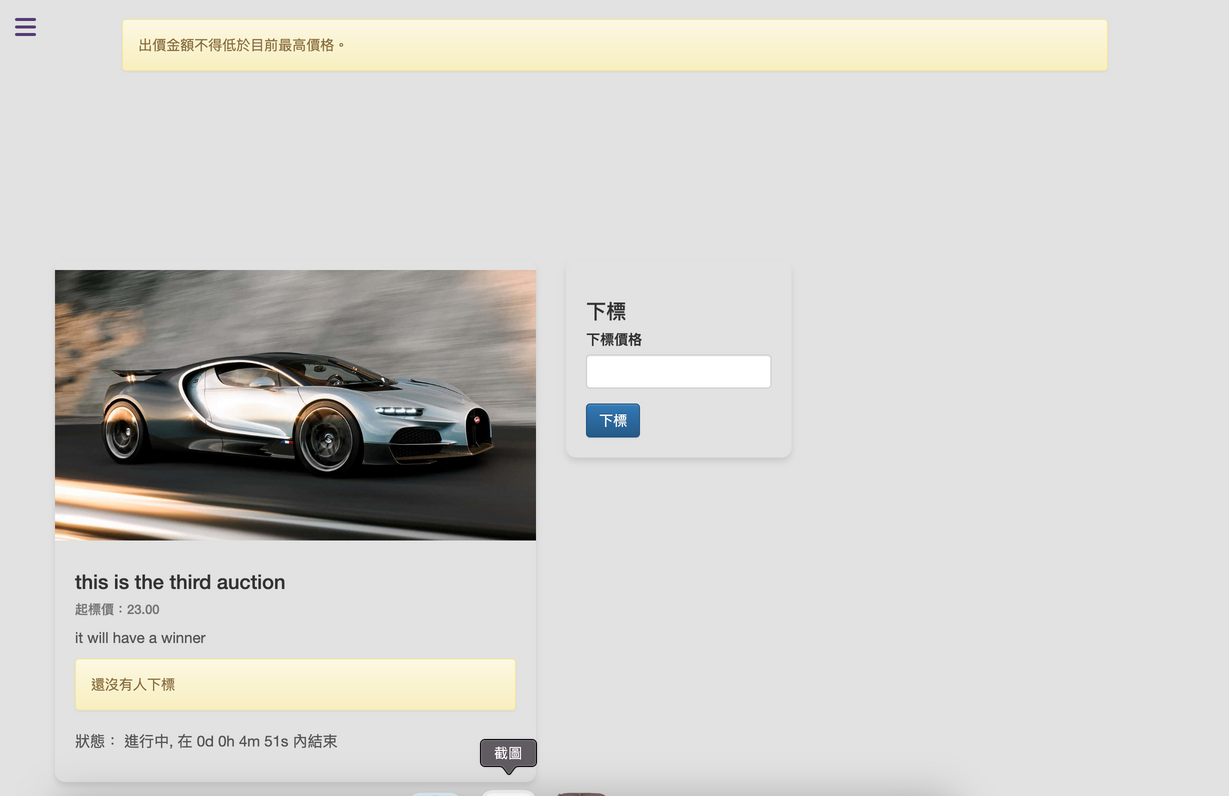 出價金額不得低於目前最高價格。
下標
下標價格
下標
this is the third auction
起標價：23.00
it will have a winner
還沒有人下標
狀態： 進行中, 在 0d 0h 4m 51s 內結束
截圖